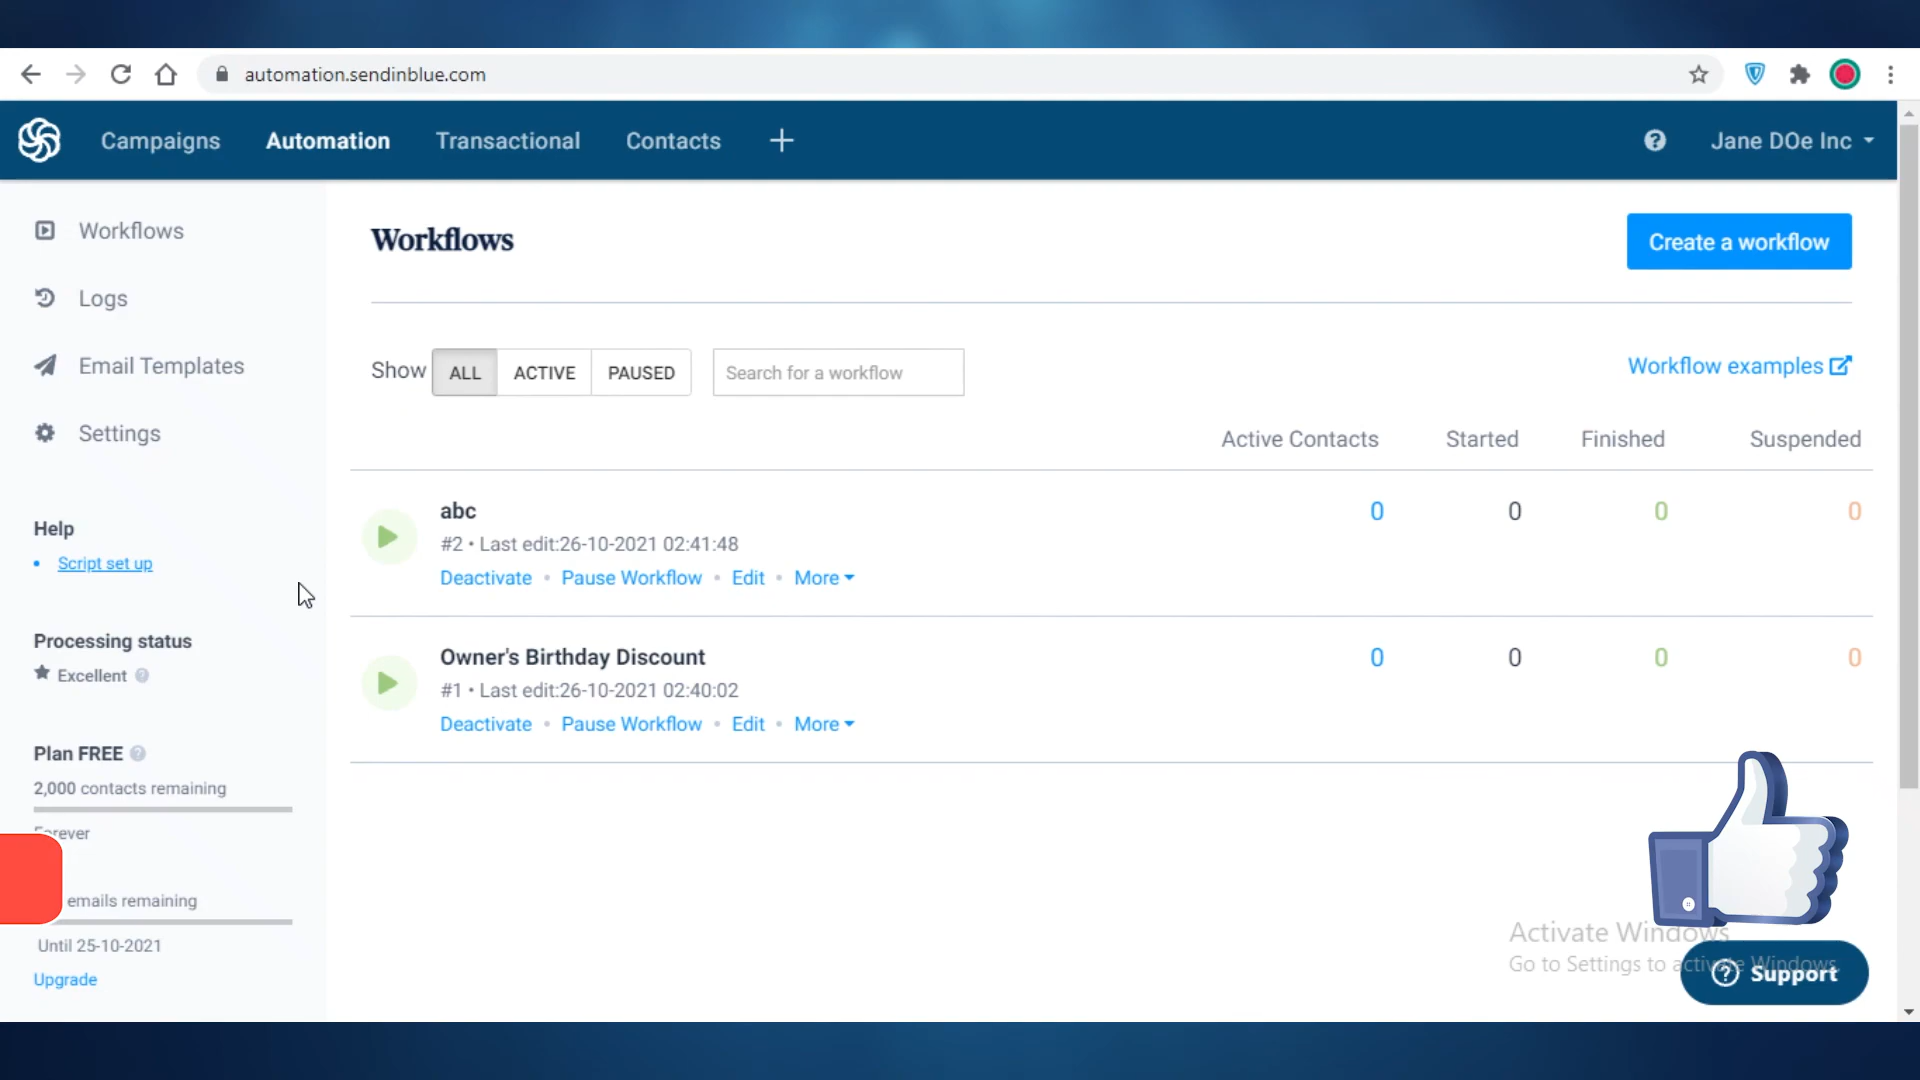 automation.sendinblue.com
Campaigns Automation Transactional Contacts Jane DOe Inc
Workflows
Logs
Email Templates
Settings
Help
Script set up
Processing status
Excellent
Plan FREE
2,000 contacts remaining
Forever
emails remaining
Until 25-10-2021
Upgrade
Workflows
Create a workflow
Show ALL ACTIVE PAUSED Search for a workflow
Workflow examples
Active Contacts Started Finished Suspended
abc 0 0 0 0
#2 • Last edit:26-10-2021 02:41:48
Deactivate • Pause Workflow • Edit • More
Owner's Birthday Discount 0 0 0 0
#1 • Last edit:26-10-2021 02:40:02
Deactivate • Pause Workflow • Edit • More
Activate Windows
Go to Settings to activate Windows.
Support